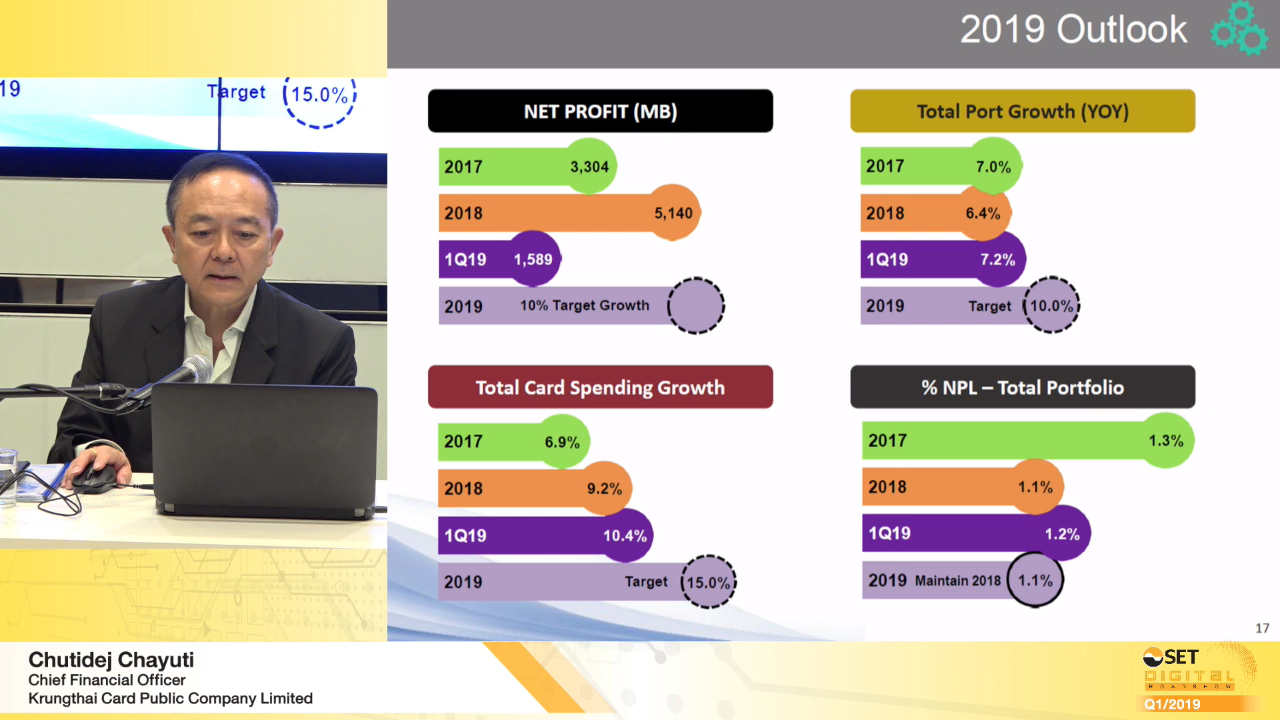 2019 Outlook
19 Target 15.0%
NET PROFIT (MB)
2017 3,304
2018 5,140
1Q19 1,589
2019 10% Target Growth
Total Port Growth (YOY)
2017 7.0%
2018 6.4%
1Q19 7.2%
2019 Target 10.0%
Total Card Spending Growth
2017 6.9%
2018 9.2%
1Q19 10.4%
2019 Target 15.0%
% NPL – Total Portfolio
2017 1.3%
2018 1.1%
1Q19 1.2%
2019 Maintain 2018 1.1%
17
Chutidej Chayuti
Chief Financial Officer
Krungthai Card Public Company Limited
SET
DIGITAL
ROADSHOW
Q1/2019